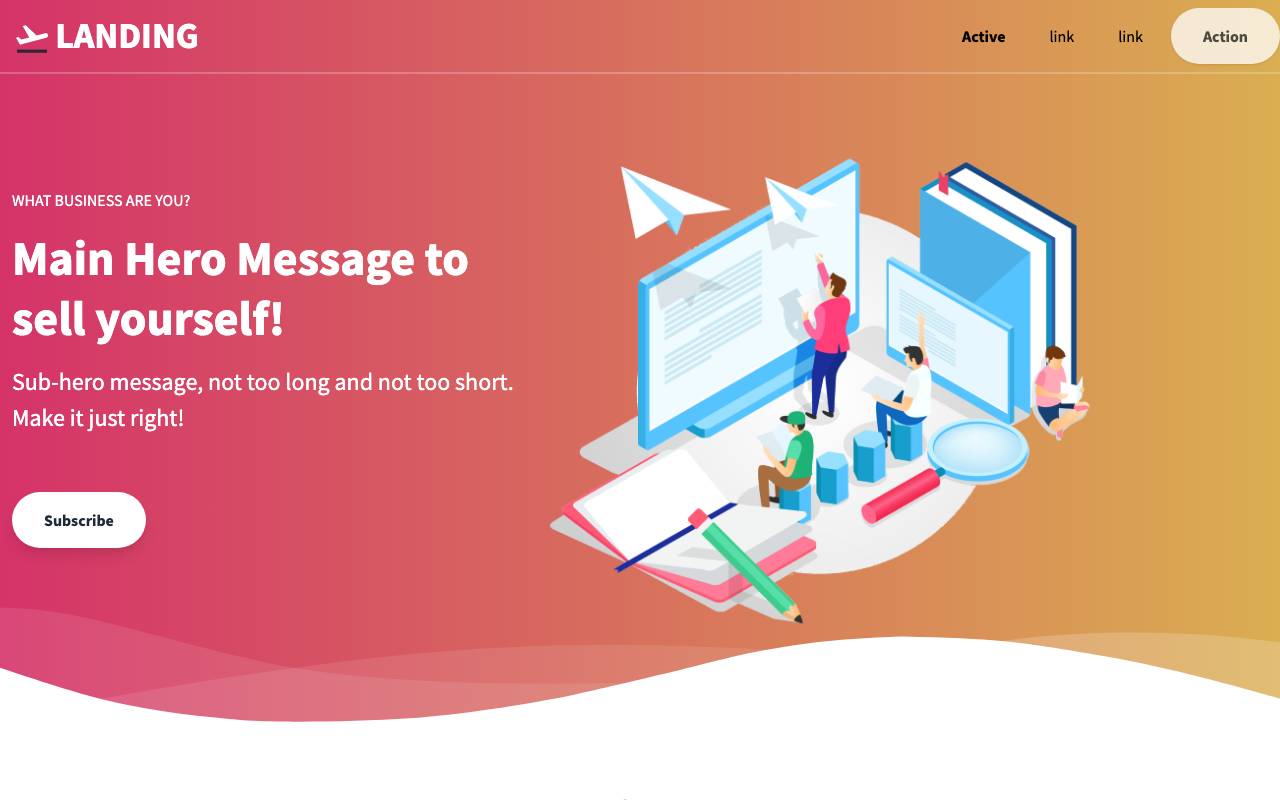 LANDING
Active
link
link
Action
WHAT BUSINESS ARE YOU?
Main Hero Message to
sell yourself!
Sub-hero message, not too long and not too short.
Make it just right!
Subscribe